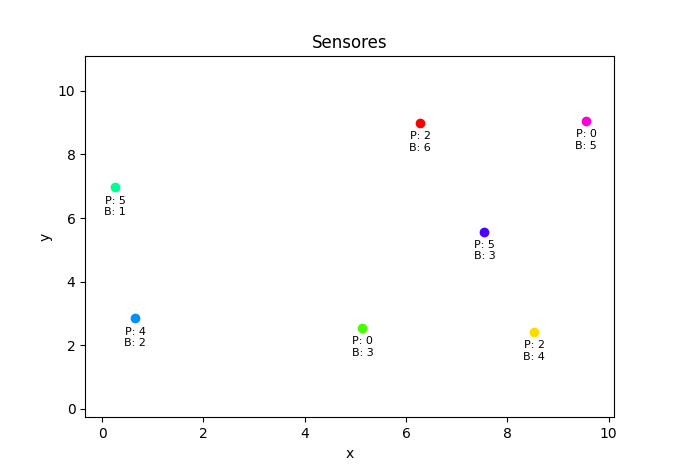 Sensores
10
8
6
4
2
0
y
P: 2
B: 6
P: 0
B: 5
P: 5
B: 1
P: 5
B: 3
P: 4
B: 2
P: 0
B: 3
P: 2
B: 4
0
2
4
6
8
10
x